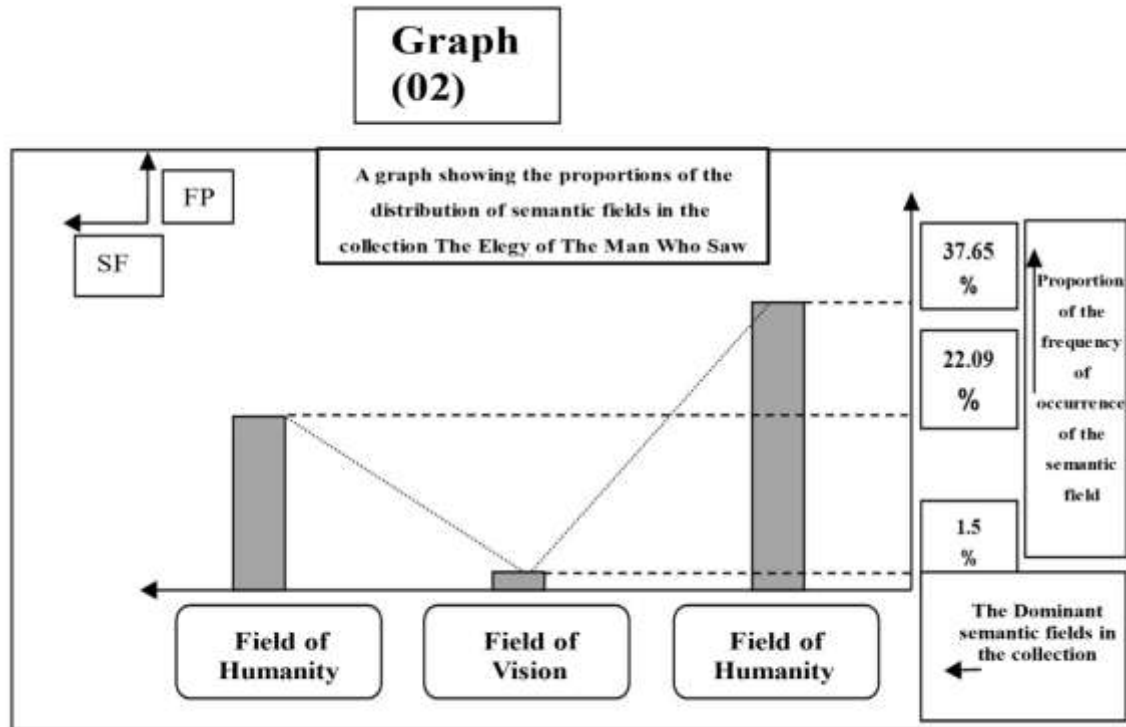 Graph
(02)
FP
SF
A graph showing the proportions of the
distribution of semantic fields in the
collection The Elegy of The Man Who Saw
37.65
%
22.09
%
1.5
%
Proportion
of the
frequency
of
occurrence
of the
semantic
field
Field of
Humanity
Field of
Vision
Field of
Humanity
The Dominant
semantic fields in
the collection